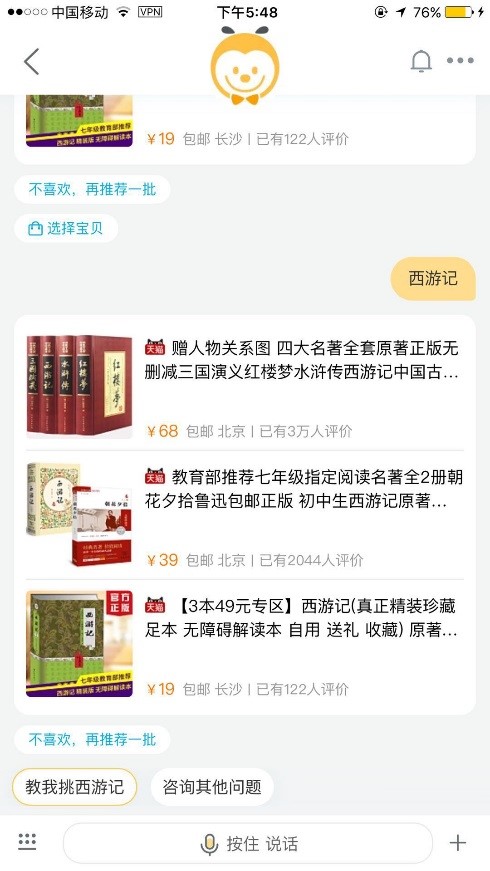 中国移动 VPN 下午5:48 76%
七年级教育部推荐
西游记 精装版 无障碍解读本
￥19 包邮 长沙 | 已有122人评价
不喜欢，再推荐一批
选择宝贝
西游记
三国演义 西游记 水浒传 红楼梦 红楼梦
天猫 赠人物关系图 四大名著全套原著正版无
删减三国演义红楼梦水浒传西游记中国古...
￥68 包邮 北京 | 已有3万人评价
西游记
朝花夕拾
天猫 教育部推荐七年级指定阅读名著全2册朝
花夕拾鲁迅包邮正版 初中生西游记原著...
￥39 包邮 北京 | 已有2044人评价
官方
正版
西游记
七年级教育部推荐
西游记 精装版 无障碍解读本
天猫 【3本49元专区】西游记(真正精装珍藏
足本 无障碍解读本 自用 送礼 收藏) 原著...
￥19 包邮 长沙 | 已有122人评价
不喜欢，再推荐一批
教我挑西游记 咨询其他问题
按住 说话